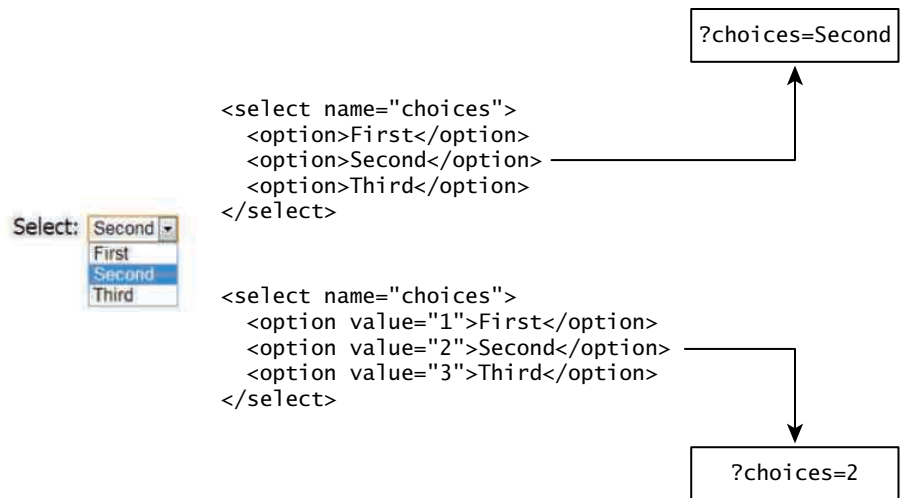 ?choices=Second
<select name="choices">
  <option>First</option>
  <option>Second</option>
  <option>Third</option>
</select>
Select: Second
First
Second
Third
<select name="choices">
  <option value="1">First</option>
  <option value="2">Second</option>
  <option value="3">Third</option>
</select>
?choices=2